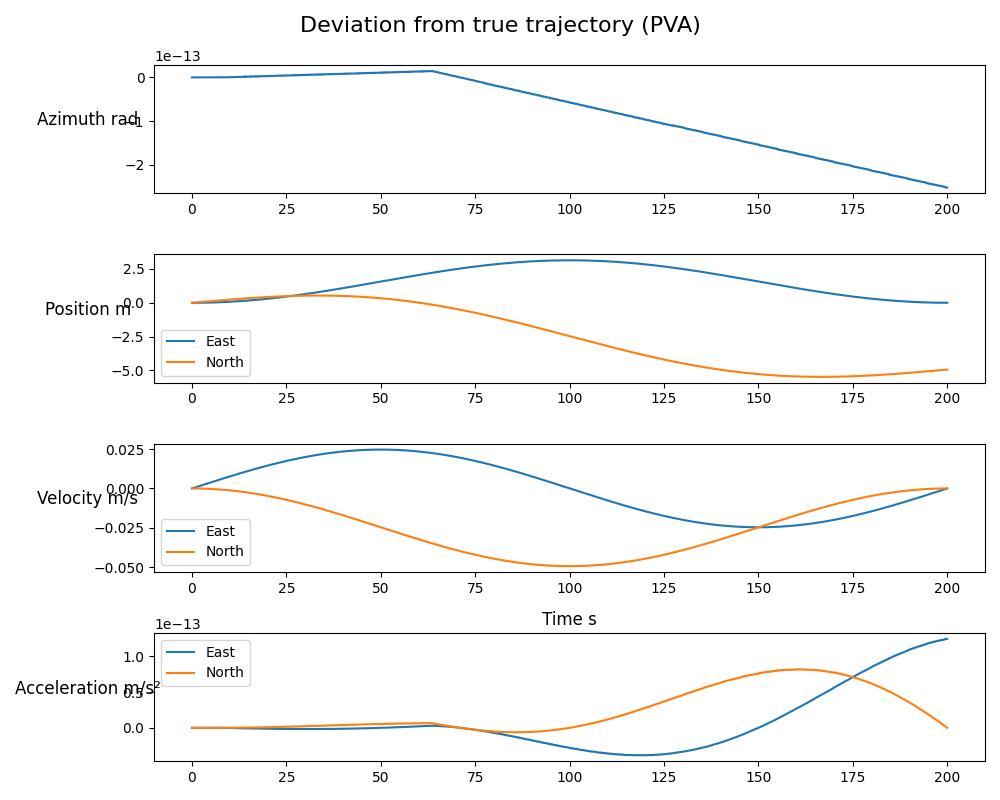 Deviation from true trajectory (PVA)
1e−13
0
Azimuth rad
−1
−2
0 25 50 75 100 125 150 175 200
2.5
Position m
0.0
−2.5
−5.0
East
North
0 25 50 75 100 125 150 175 200
0.025
0.000
Velocity m/s
−0.025
−0.050
East
North
0 25 50 75 100 125 150 175 200
Time s
1e−13
1.0
Acceleration m/s²
0.5
0.0
East
North
0 25 50 75 100 125 150 175 200